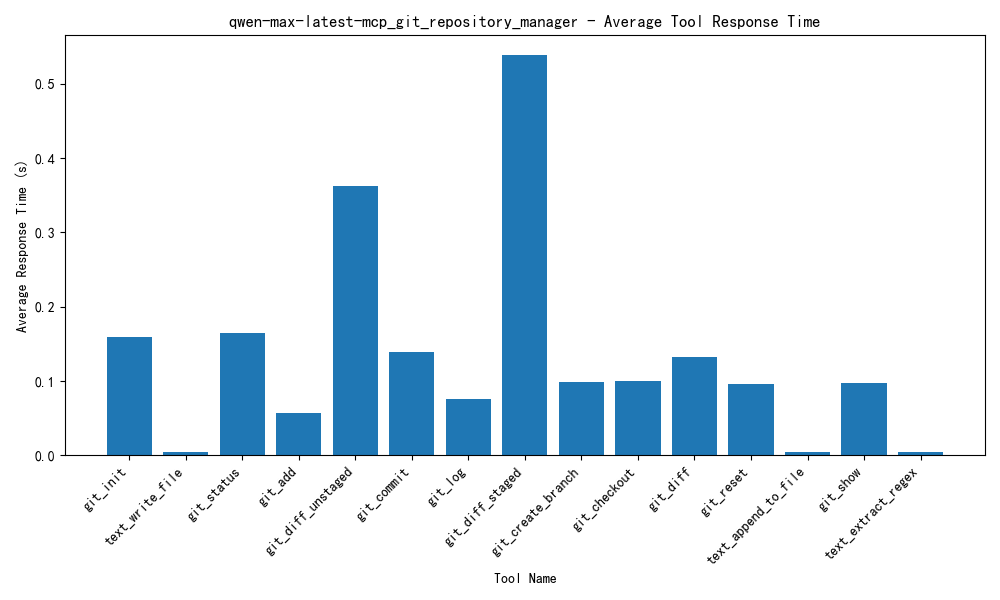 qwen-max-latest-mcp_git_repository_manager - Average Tool Response Time
Average Response Time (s)
0.5
0.4
0.3
0.2
0.1
0.0
git_init
text_write_file
git_status
git_add
git_diff_unstaged
git_commit
git_log
git_diff_staged
git_create_branch
git_checkout
git_diff
git_reset
text_append_to_file
git_show
text_extract_regex
Tool Name